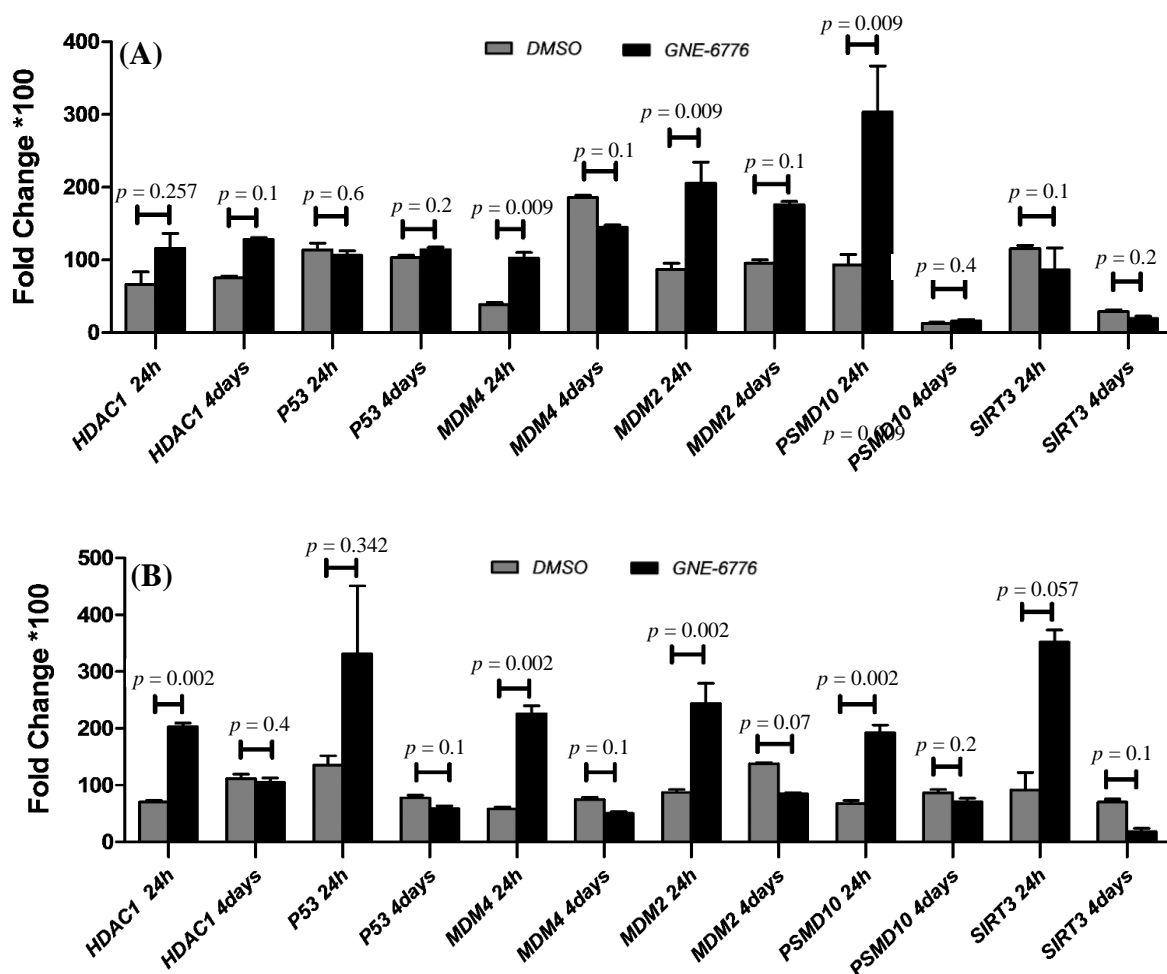 (A)
DMSO GNE-6776
Fold Change *100
400
300
200
100
0
p = 0.257
p = 0.1
p = 0.6
p = 0.2
p = 0.009
p = 0.1
p = 0.009
p = 0.1
p = 0.009
p = 0.4
p = 0.1
p = 0.2
HDAC1 24h
HDAC1 4days
P53 24h
P53 4days
MDM4 24h
MDM4 4days
MDM2 24h
MDM2 4days
PSMD10 24h
PSMD10 4days
SIRT3 24h
SIRT3 4days
p = 0.009
(B)
DMSO GNE-6776
Fold Change *100
500
400
300
200
100
0
p = 0.002
p = 0.4
p = 0.342
p = 0.1
p = 0.002
p = 0.1
p = 0.002
p = 0.07
p = 0.002
p = 0.2
p = 0.057
p = 0.1
HDAC1 24h
HDAC1 4days
P53 24h
P53 4days
MDM4 24h
MDM4 4days
MDM2 24h
MDM2 4days
PSMD10 24h
PSMD10 4days
SIRT3 24h
SIRT3 4days